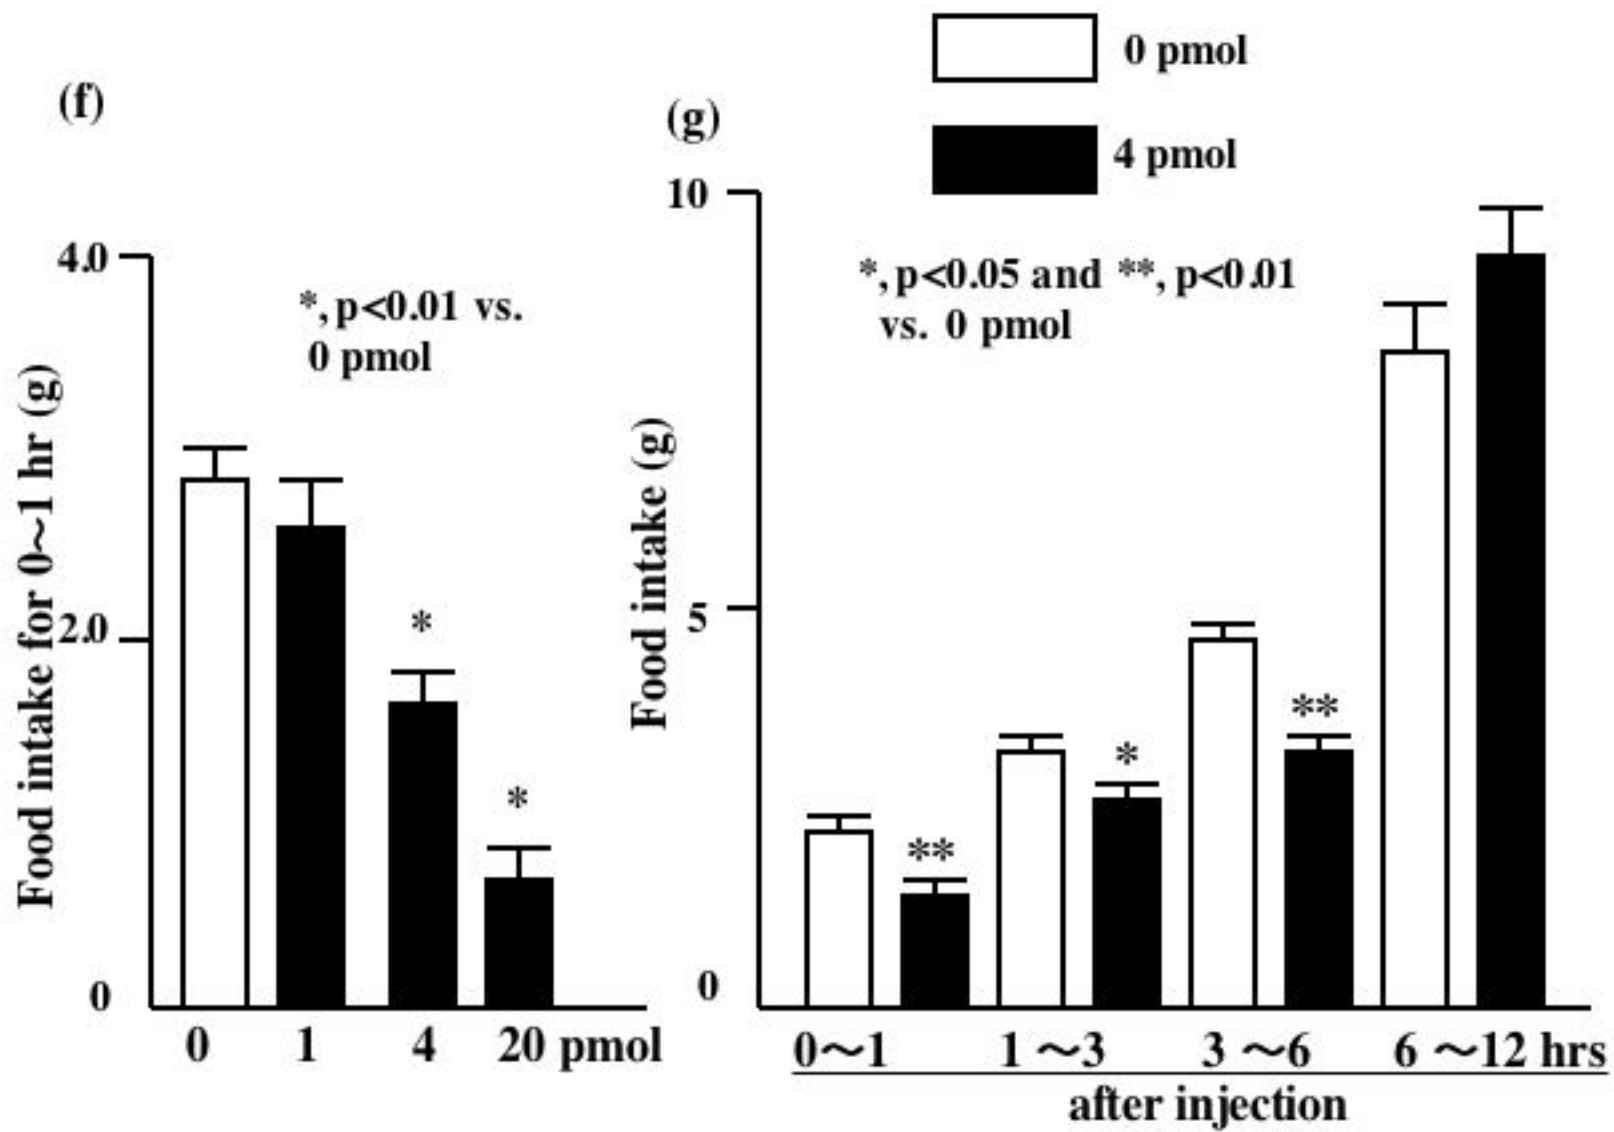 (f)
4.0
2.0
0
Food intake for 0~1 hr (g)
*, p<0.01 vs.
0 pmol
*
*
0 1 4 20 pmol
0 pmol
4 pmol
(g)
10
5
0
Food intake (g)
*, p<0.05 and **, p<0.01
vs. 0 pmol
**
*
**
0~1 1~3 3~6 6~12 hrs
after injection